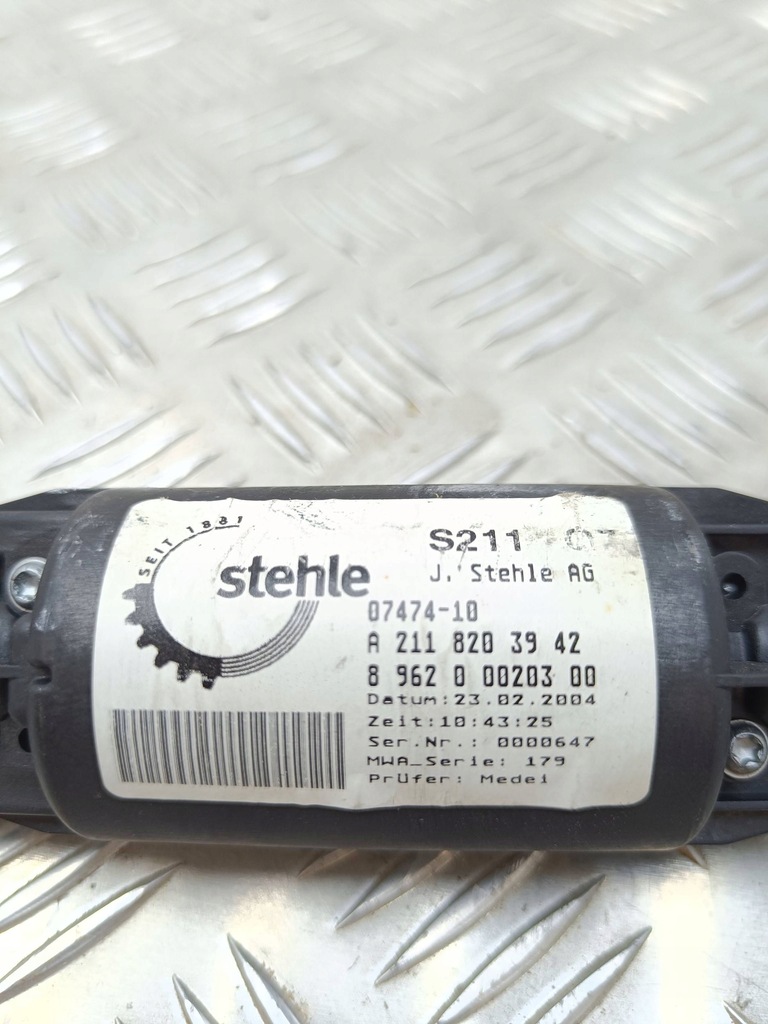 SEIT 1881
stehle
S211
J. Stehle AG
07474-10
A 211 820 39 42
8 962 0 00203 00
Datum:23.02.2004
Zeit:10:43:25
Ser.Nr.: 0000647
MWA_Serie: 179
Prüfer: Medei